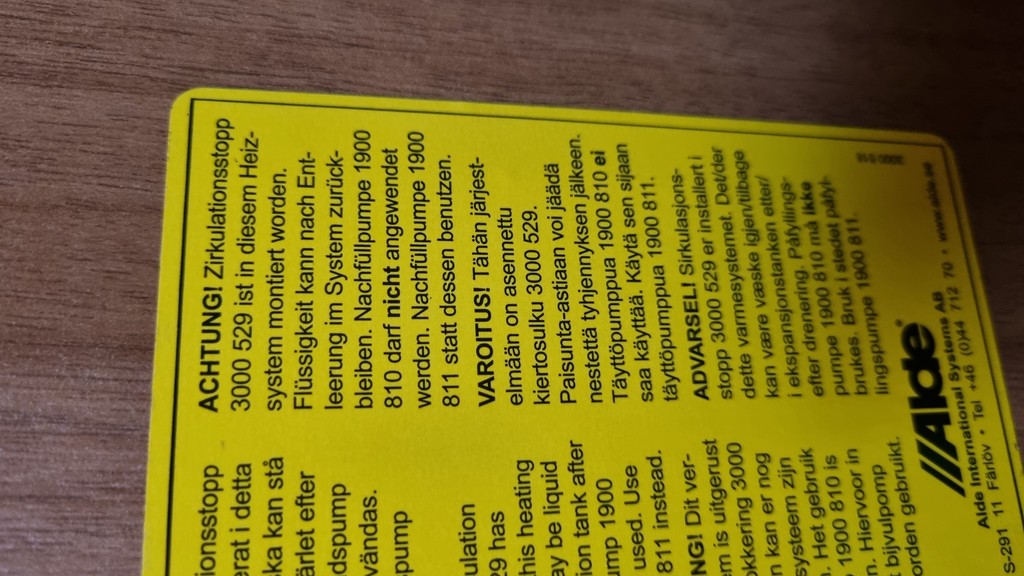 ionsstopp
erat i detta
ka kan stå
ärlet efter
dspump
vändas.
pump
ulation
29 has
his heating
ay be liquid
ion tank after
ump 1900
used. Use
811 instead.
NG! Dit ver-
em is uitgerust
okkering 3000
n kan er nog
systeem zijn
n. Het gebruik
1900 810 is
n. Hiervoor in
t bijvulpomp
orden gebruikt.
ACHTUNG! Zirkulationsstopp
3000 529 ist in diesem Heiz-
system montiert worden.
Flüssigkeit kann nach Ent-
leerung im System zurück-
bleiben. Nachfüllpumpe 1900
810 darf nicht angewendet
werden. Nachfüllpumpe 1900
811 statt dessen benutzen.
VAROITUS! Tähän järjest-
elmään on asennettu
kiertosulku 3000 529.
Paisunta-astiaan voi jäädä
nestettä tyhjennyksen jälkeen.
Täyttöpumppua 1900 810 ei
saa käyttää. Käytä sen sijaan
täyttöpumppua 1900 811.
ADVARSEL! Sirkulasjons-
stopp 3000 529 er installert i
dette varmesystemet. Det/der
kan være væske igjen/tilbage
i ekspansjonstanken etter/
efter drenering. Påfyllings-
pumpe 1900 810 må ikke
brukes. Bruk i stedet påfyl-
lingspumpe 1900 811.
3000 818
Alde
Alde International Systems AB
S-291 11 Färlöv • Tel +46 (0)44 712 70 • www.alde.se